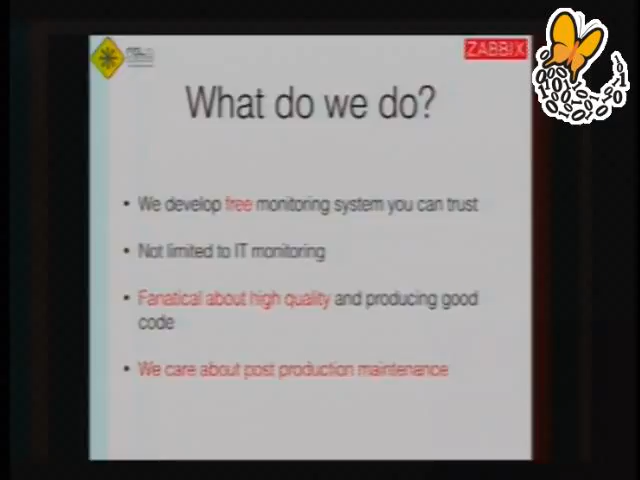 ZABBIX
What do we do?
• We develop free monitoring system you can trust
• Not limited to IT monitoring
• Fanatical about high quality and producing good
code
• We care about post production maintenance